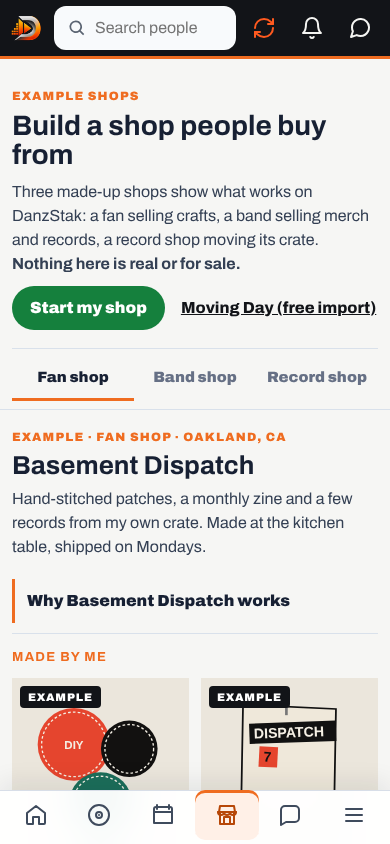 Search people
EXAMPLE SHOPS
Build a shop people buy
from
Three made-up shops show what works on
DanzStak: a fan selling crafts, a band selling merch
and records, a record shop moving its crate.
Nothing here is real or for sale.
Start my shop
Moving Day (free import)
Fan shop
Band shop
Record shop
EXAMPLE · FAN SHOP · OAKLAND, CA
Basement Dispatch
Hand-stitched patches, a monthly zine and a few
records from my own crate. Made at the kitchen
table, shipped on Mondays.
Why Basement Dispatch works
MADE BY ME
EXAMPLE
DIY
EXAMPLE
DISPATCH
7